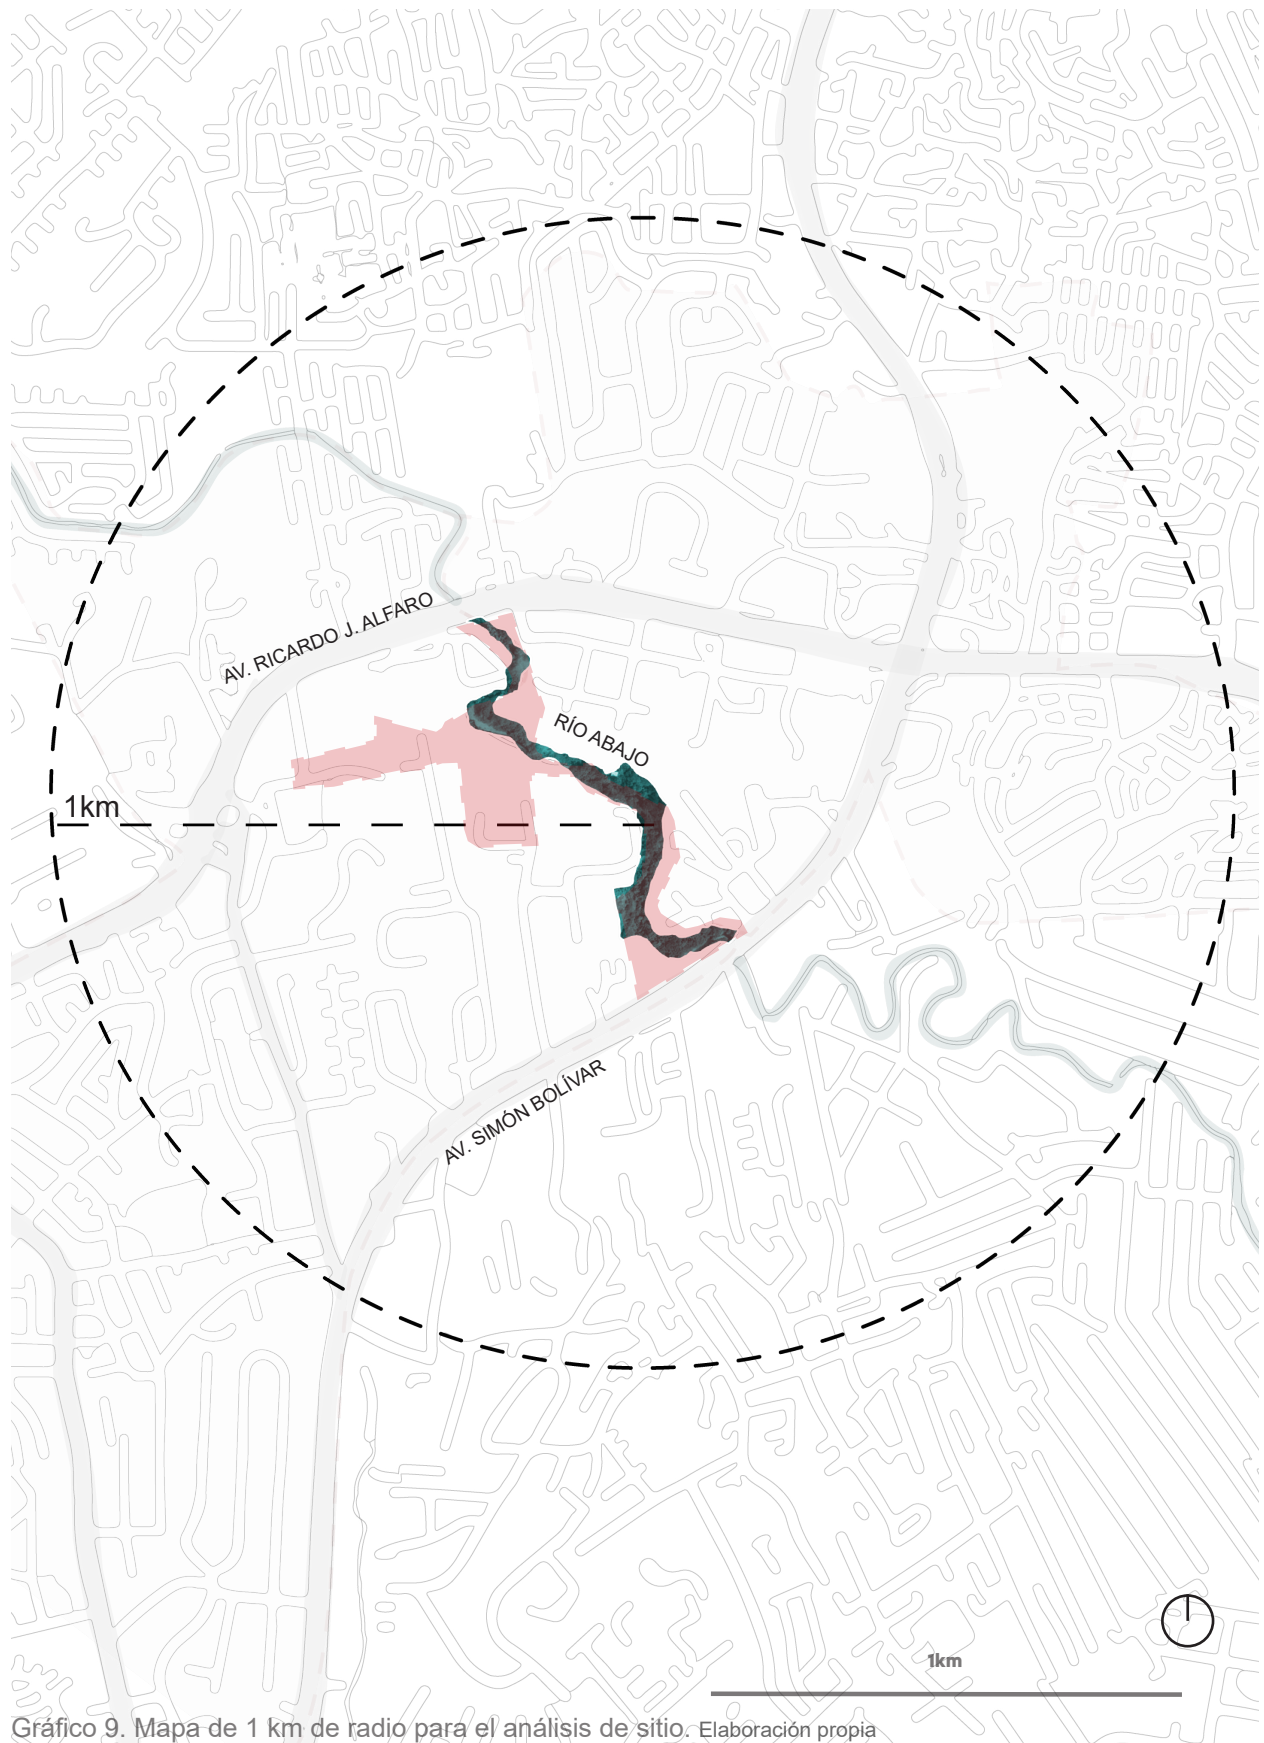 AV. RICARDO J. ALFARO
RÍO ABAJO
1km
AV. SIMÓN BOLÍVAR
1km
Gráfico 9. Mapa de 1 km de radio para el análisis de sitio. Elaboración propia